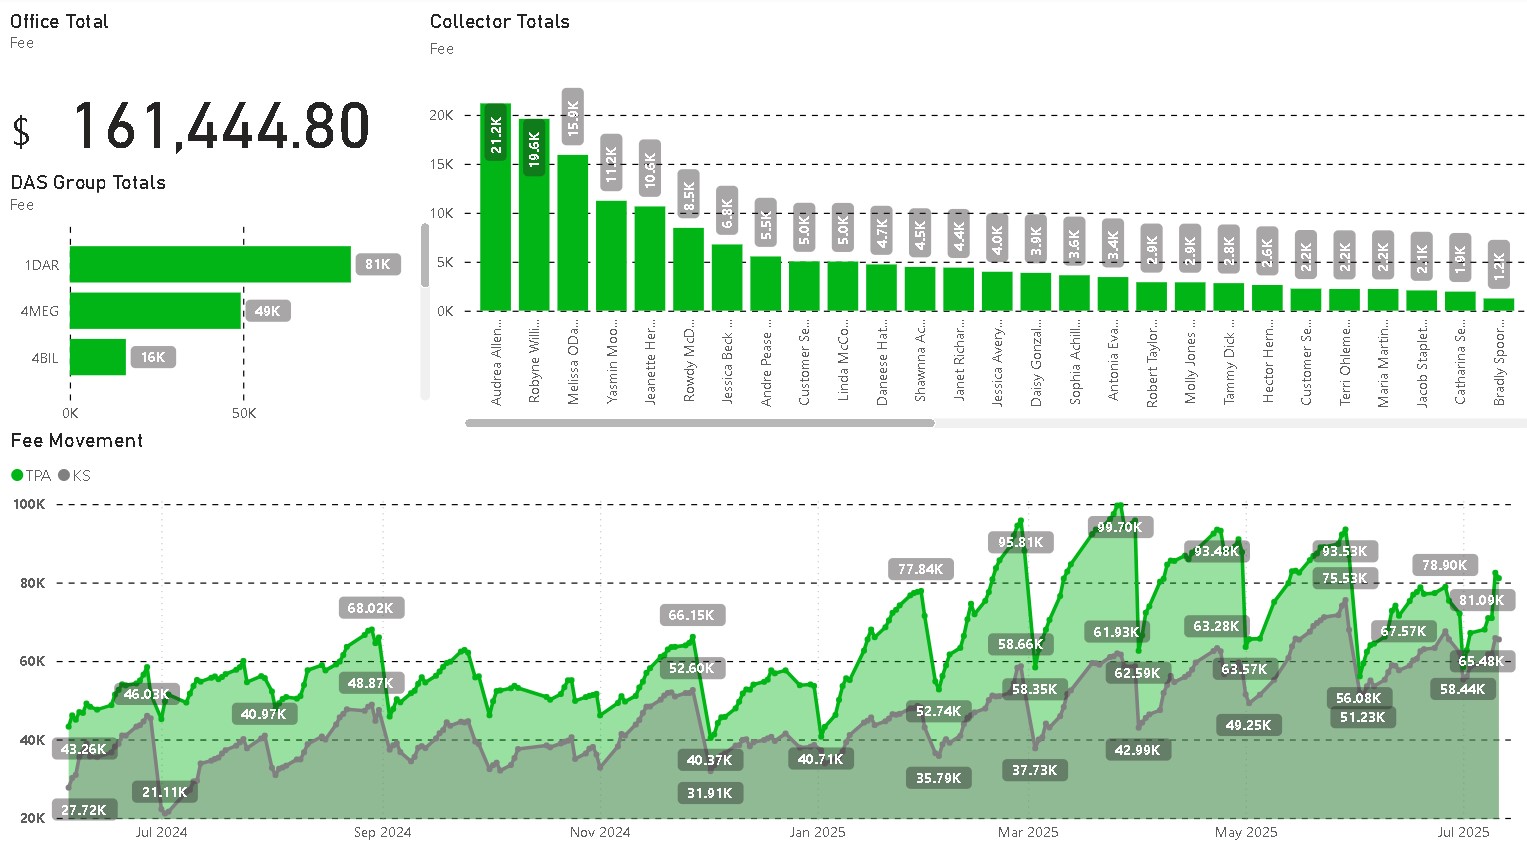 Office Total
Fee
$ 161,444.80
DAS Group Totals
Fee
1DAR
81K
4MEG
49K
4BIL
16K
0K
50K
Collector Totals
Fee
20K
15K
10K
5K
0K
21.2K
19.6K
15.9K
11.2K
10.6K
8.5K
6.8K
5.5K
5.0K
5.0K
4.7K
4.5K
4.4K
4.0K
3.9K
3.6K
3.4K
2.9K
2.9K
2.8K
2.6K
2.2K
2.2K
2.2K
2.1K
1.9K
1.2K
Audrea Allen...
Robyne Willi...
Melissa ODa...
Yasmin Moo...
Jeanette Her...
Rowdy McD...
Jessica Beck ...
Andre Pease ...
Customer Se...
Linda McCo...
Daneese Hat...
Shawnna Ac...
Janet Richar...
Jessica Avery...
Daisy Gonzal...
Sophia Achill...
Antonia Eva...
Robert Taylor...
Molly Jones ...
Tammy Dick ...
Hector Hern...
Customer Se...
Terri Ohleme...
Maria Martin...
Jacob Staplet...
Catharina Se...
Bradly Spoor...
Fee Movement
TPA KS
100K
80K
60K
40K
20K
43.26K
27.72K
46.03K
21.11K
40.97K
68.02K
48.87K
66.15K
52.60K
40.37K
31.91K
40.71K
77.84K
52.74K
35.79K
95.81K
58.66K
58.35K
37.73K
99.70K
61.93K
62.59K
42.99K
93.48K
63.28K
63.57K
49.25K
93.53K
75.53K
56.08K
51.23K
67.57K
78.90K
81.09K
65.48K
58.44K
Jul 2024
Sep 2024
Nov 2024
Jan 2025
Mar 2025
May 2025
Jul 2025